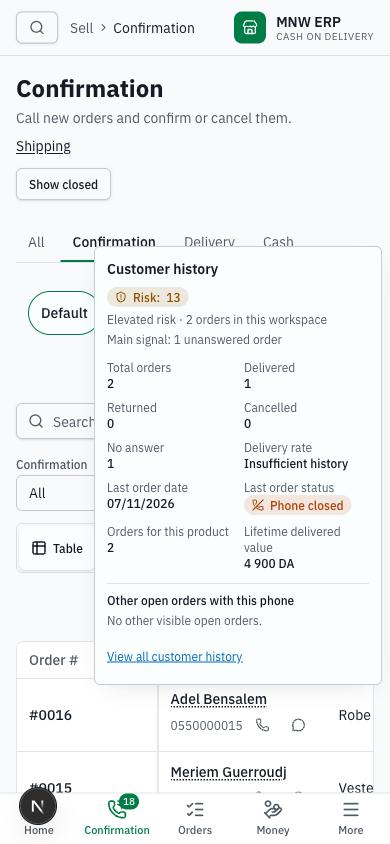 Sell > Confirmation
MNW ERP
CASH ON DELIVERY
Confirmation
Call new orders and confirm or cancel them.
Shipping
Show closed
All Confirmation Delivery Cash
Default
Customer history
Risk: 13
Elevated risk · 2 orders in this workspace
Main signal: 1 unanswered order
Total orders Delivered
2 1
Returned Cancelled
0 0
No answer Delivery rate
1 Insufficient history
Last order date Last order status
07/11/2026 Phone closed
Orders for this product Lifetime delivered
value
2
4 900 DA
Other open orders with this phone
No other visible open orders.
View all customer history
Search
Confirmation
All
Table
Order #
Adel Bensalem
#0016 0550000015 Robe
Meriem Guerroudj
#0015 Veste
N
18
Home Confirmation Orders Money More